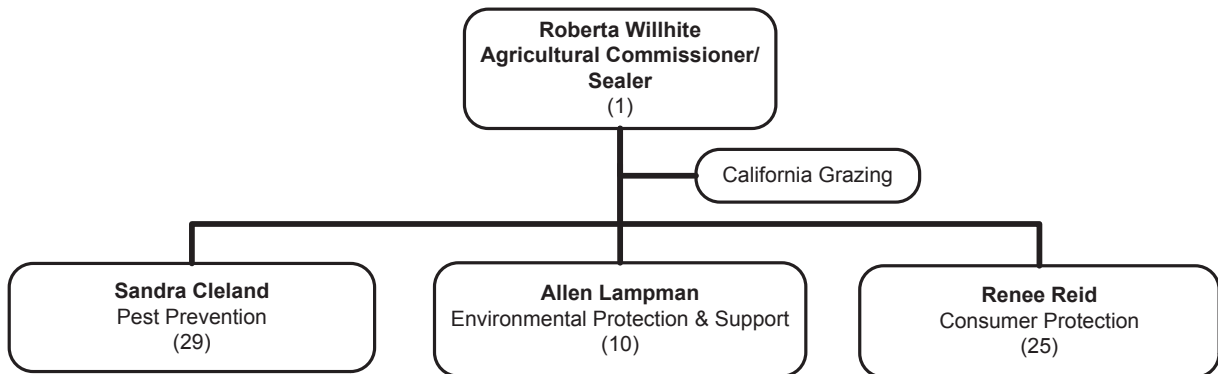 Roberta Willhite
Agricultural Commissioner/
Sealer
(1)
California Grazing
Sandra Cleland
Pest Prevention
(29)
Allen Lampman
Environmental Protection & Support
(10)
Renee Reid
Consumer Protection
(25)